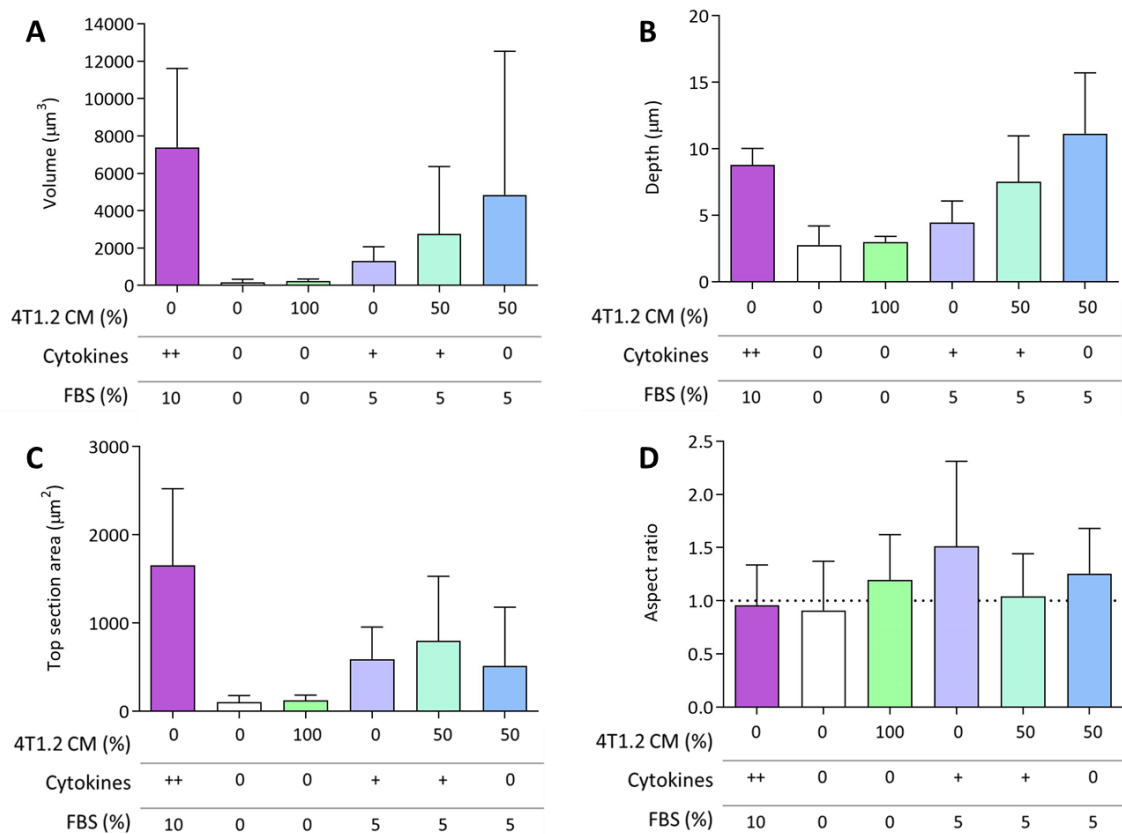 A
14000
12000
10000
8000
6000
4000
2000
0
Volume (μm³)
4T1.2 CM (%) 0 0 100 0 50 50
Cytokines ++ 0 0 + + 0
FBS (%) 10 0 0 5 5 5
B
20
15
10
5
0
Depth (μm)
4T1.2 CM (%) 0 0 100 0 50 50
Cytokines ++ 0 0 + + 0
FBS (%) 10 0 0 5 5 5
C
3000
2000
1000
0
Top section area (μm²)
4T1.2 CM (%) 0 0 100 0 50 50
Cytokines ++ 0 0 + + 0
FBS (%) 10 0 0 5 5 5
D
2.5
2.0
1.5
1.0
0.5
0.0
Aspect ratio
4T1.2 CM (%) 0 0 100 0 50 50
Cytokines ++ 0 0 + + 0
FBS (%) 10 0 0 5 5 5